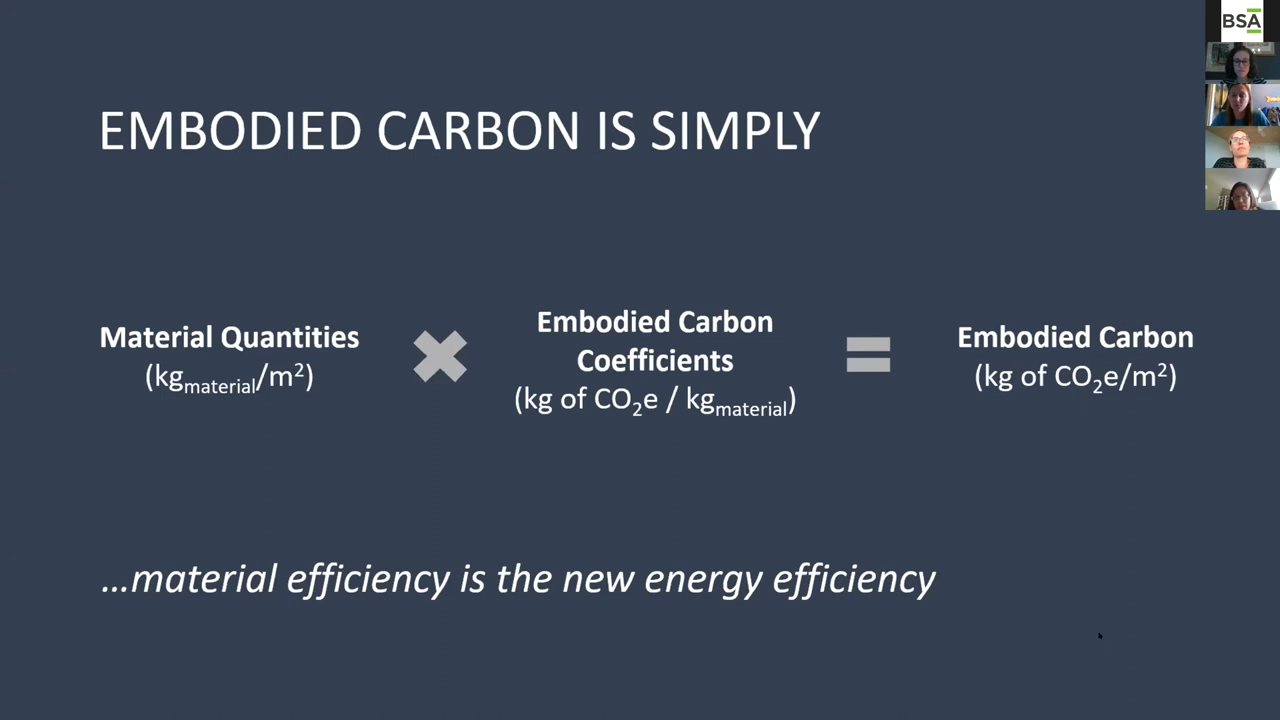 BSA
EMBODIED CARBON IS SIMPLY
Material Quantities
(kgmaterial/m²)
Embodied Carbon
Coefficients
(kg of CO₂e / kgmaterial)
Embodied Carbon
(kg of CO₂e/m²)
...material efficiency is the new energy efficiency